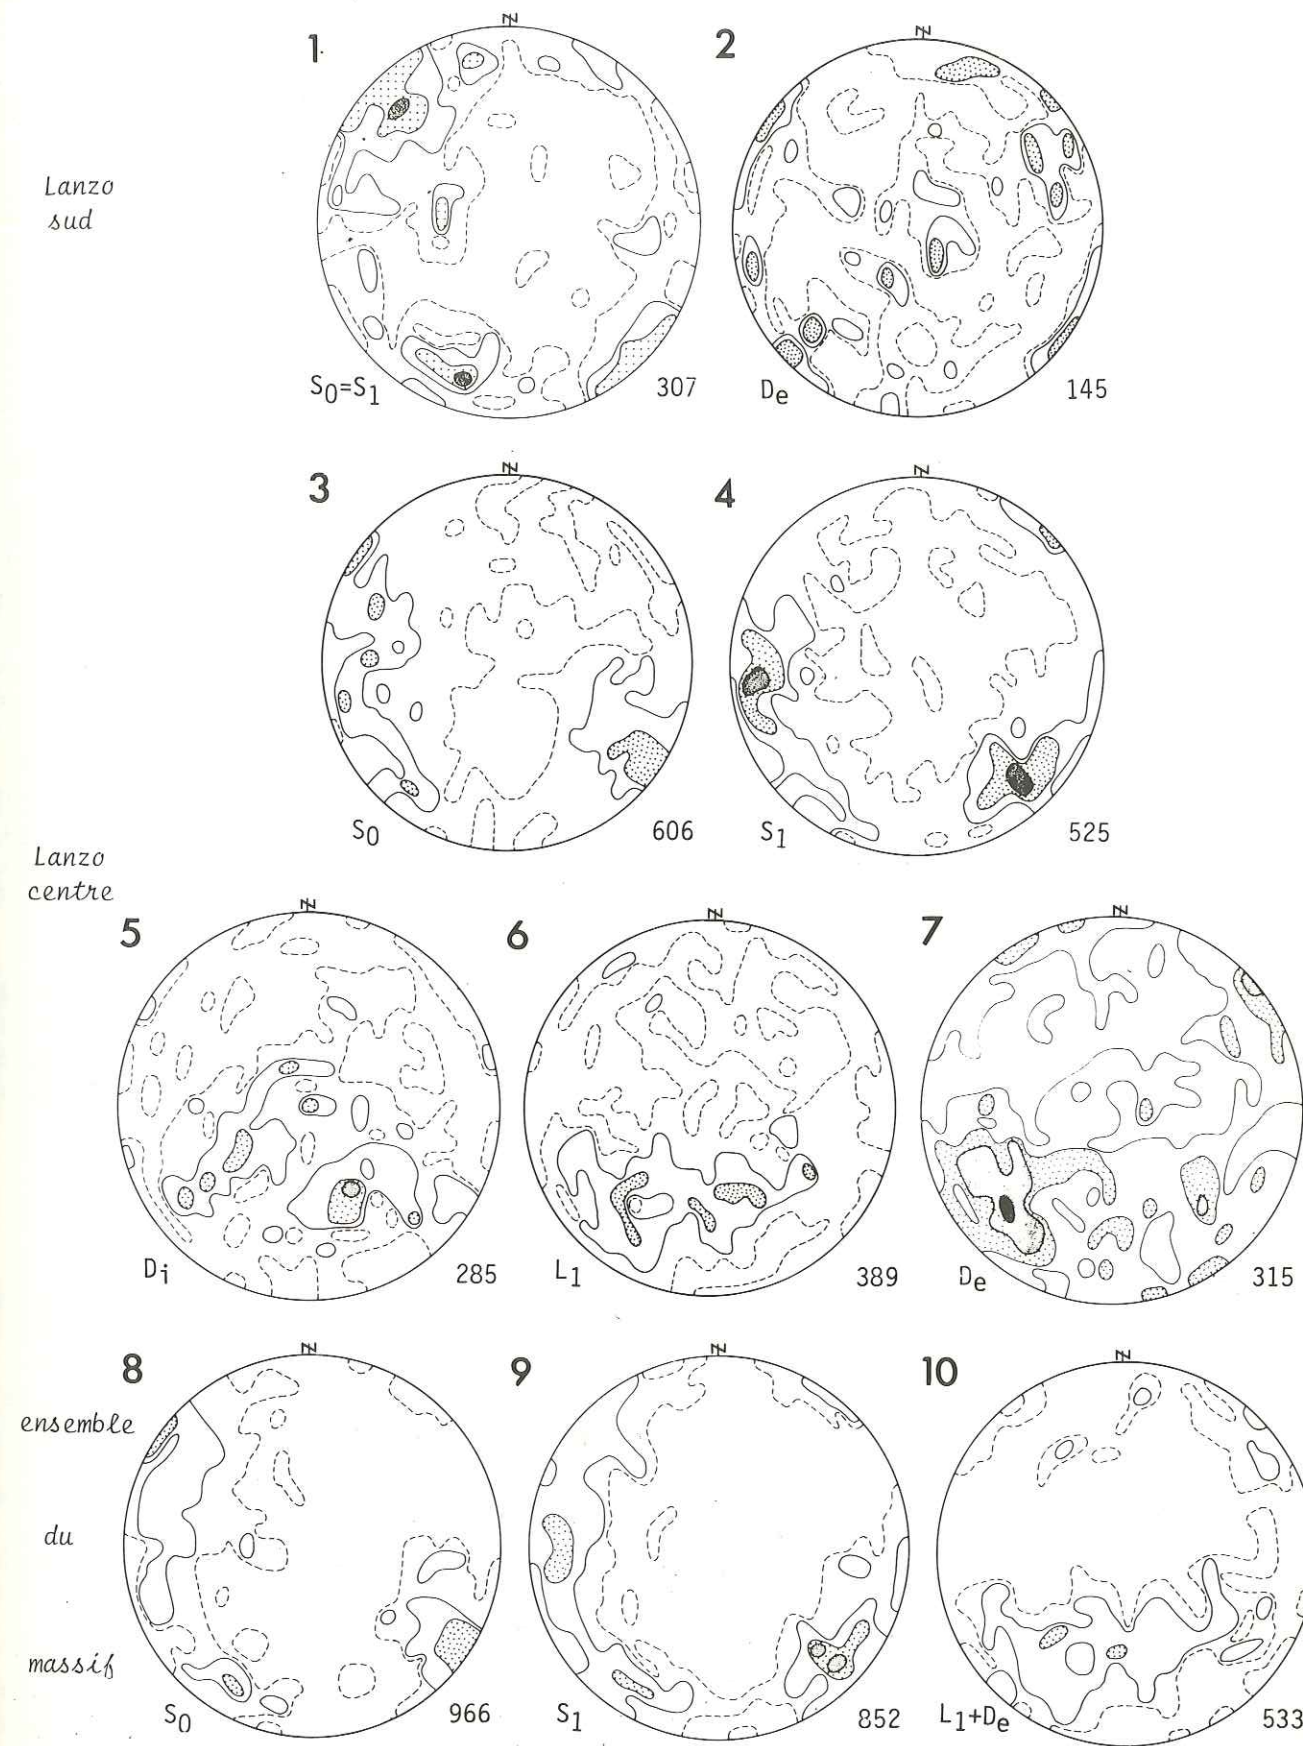 1
N
2
N
Lanzo
sud
S0=S1
307
De
145
3
N
4
N
S0
606
S1
525
Lanzo
centre
5
N
6
N
7
N
Di
285
L1
389
De
315
8
N
9
N
10
N
ensemble
du
massif
S0
966
S1
852
L1+De
533